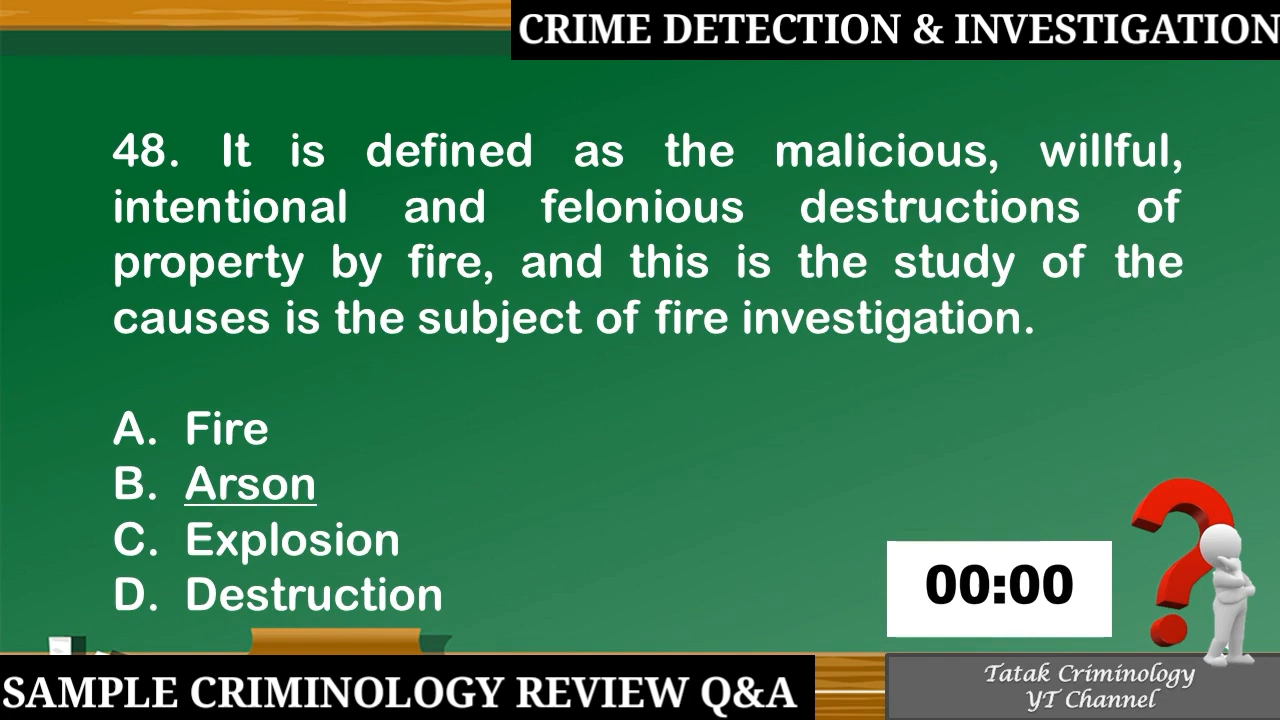 CRIME DETECTION & INVESTIGATION
48. It is defined as the malicious, willful,
intentional and felonious destructions of
property by fire, and this is the study of the
causes is the subject of fire investigation.
A. Fire
B. Arson
C. Explosion
D. Destruction
00:00
SAMPLE CRIMINOLOGY REVIEW Q&A
Tatak Criminology
YT Channel